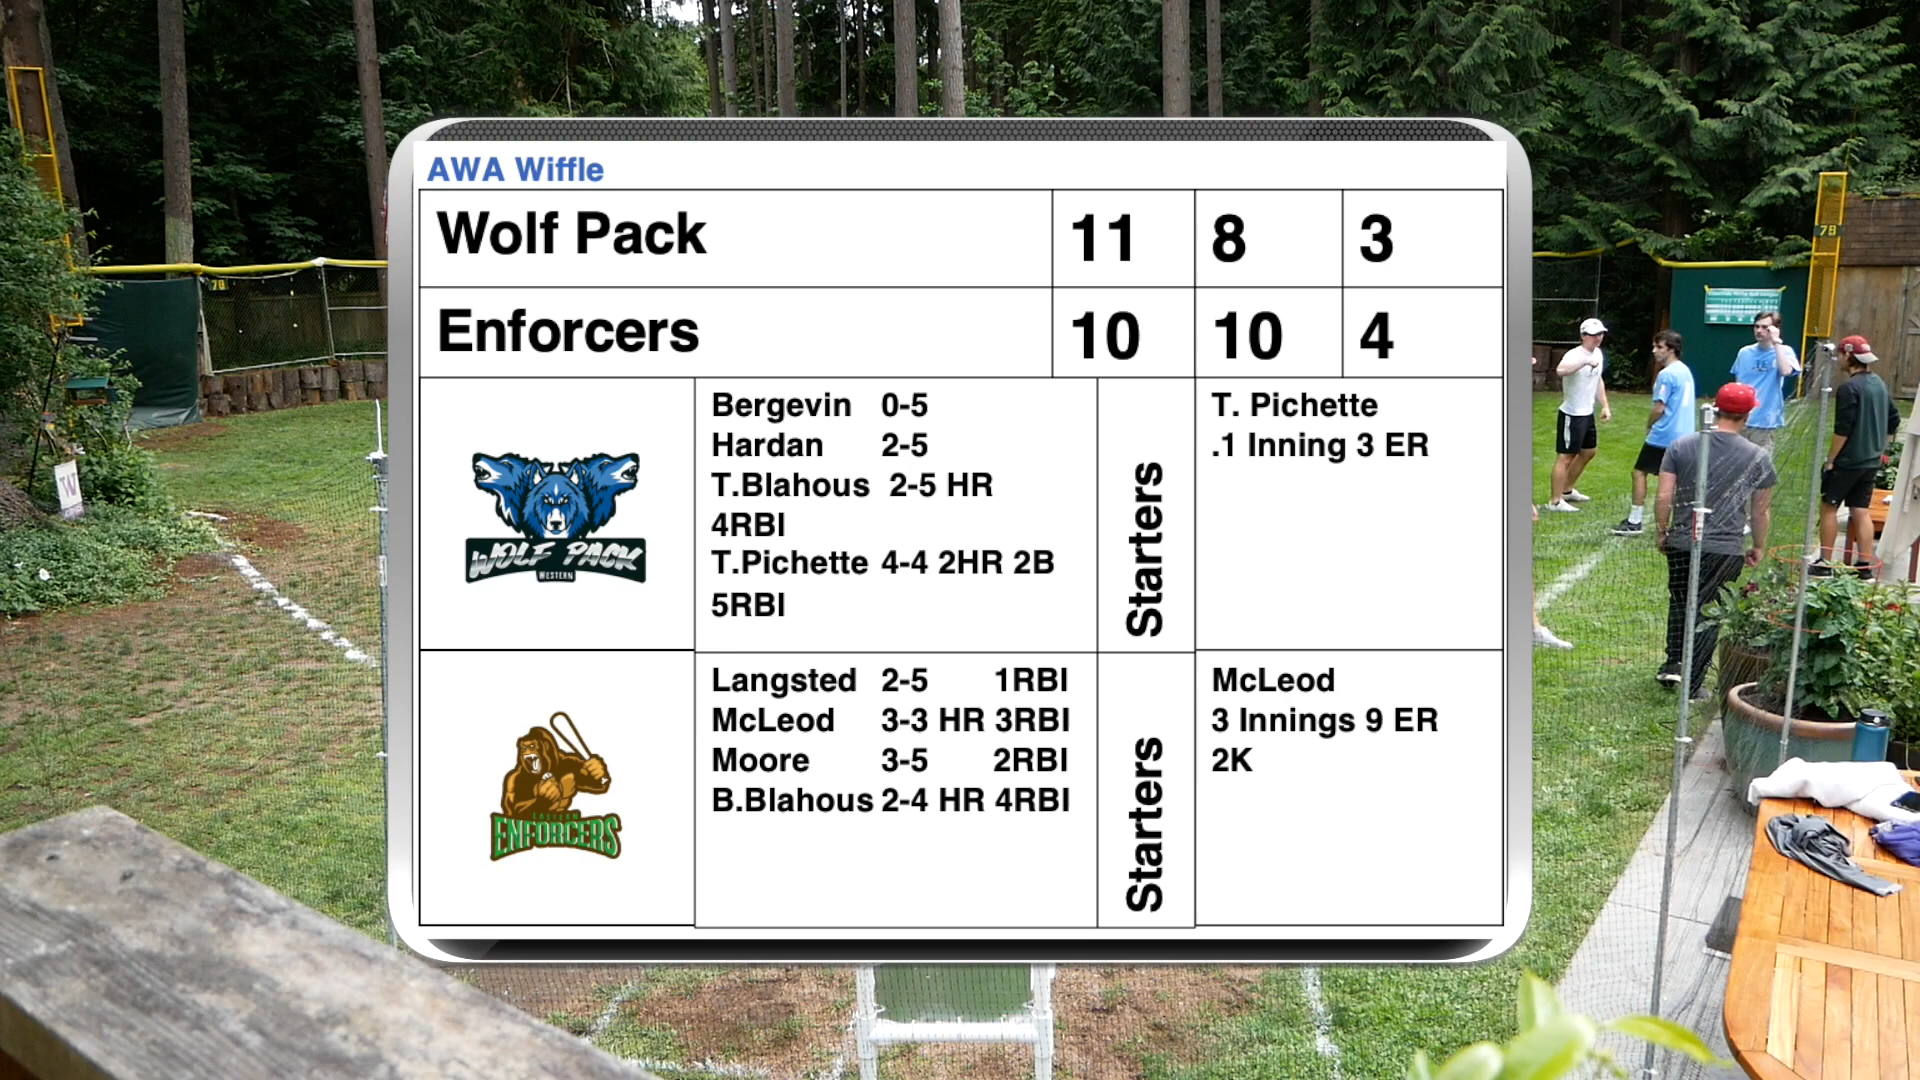 AWA Wiffle
Wolf Pack 11 8 3
Enforcers 10 10 4
WOLF PACK
WESTERN
Bergevin 0-5
Hardan 2-5
T.Blahous 2-5 HR
4RBI
T.Pichette 4-4 2HR 2B
5RBI
Starters
T. Pichette
.1 Inning 3 ER
EASTERN
ENFORCERS
Langsted 2-5 1RBI
McLeod 3-3 HR 3RBI
Moore 3-5 2RBI
B.Blahous 2-4 HR 4RBI
Starters
McLeod
3 Innings 9 ER
2K
79
W